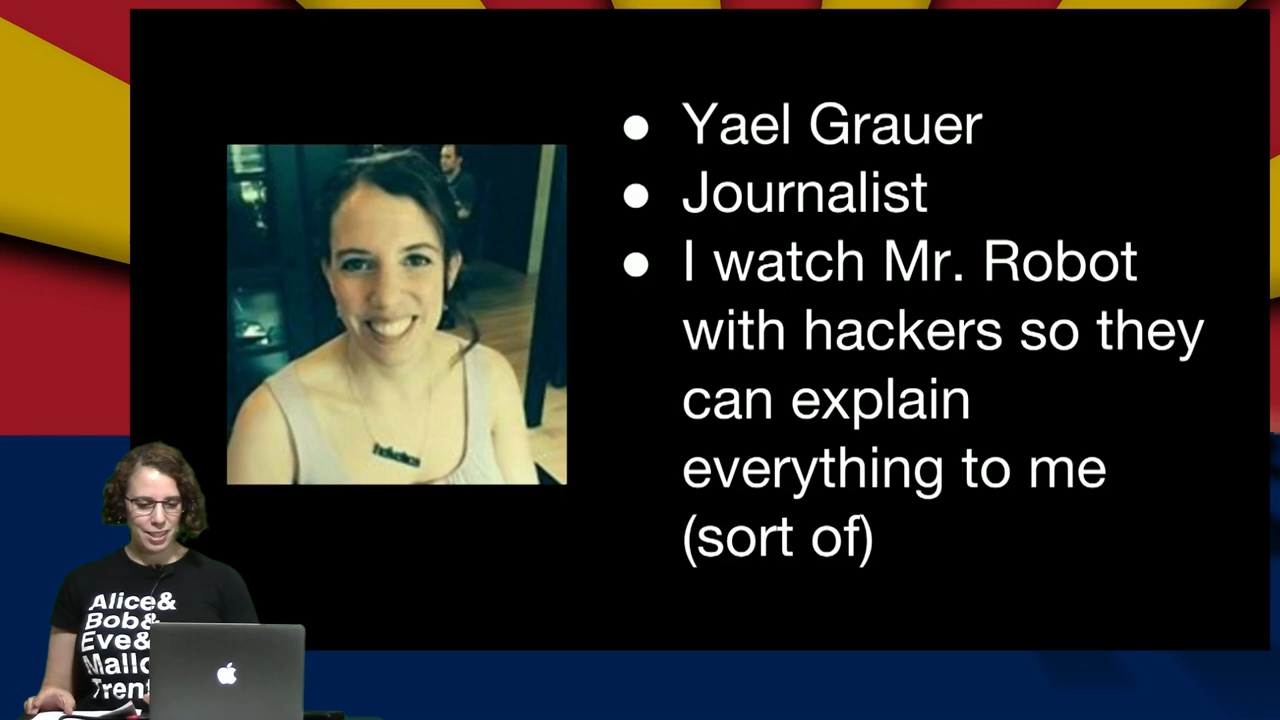 ● Yael Grauer
● Journalist
● I watch Mr. Robot
with hackers so they
can explain
everything to me
(sort of)
Alice&
Bob&
Eve&